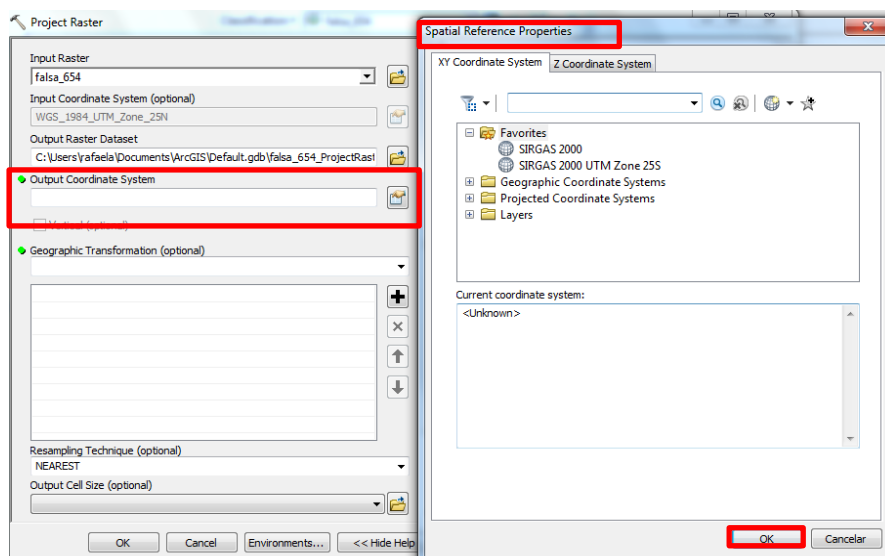 Project Raster
Input Raster
falsa_654
Input Coordinate System (optional)
WGS_1984_UTM_Zone_25N
Output Raster Dataset
C:\Users\rafaela\Documents\ArcGIS\Default.gdb\falsa_654_ProjectRast
Output Coordinate System
Vertical (optional)
Geographic Transformation (optional)
Resampling Technique (optional)
NEAREST
Output Cell Size (optional)
OK
Cancel
Environments...
<< Hide Help
Spatial Reference Properties
XY Coordinate System
Z Coordinate System
Favorites
SIRGAS 2000
SIRGAS 2000 UTM Zone 25S
Geographic Coordinate Systems
Projected Coordinate Systems
Layers
Current coordinate system:
<Unknown>
OK
Cancelar